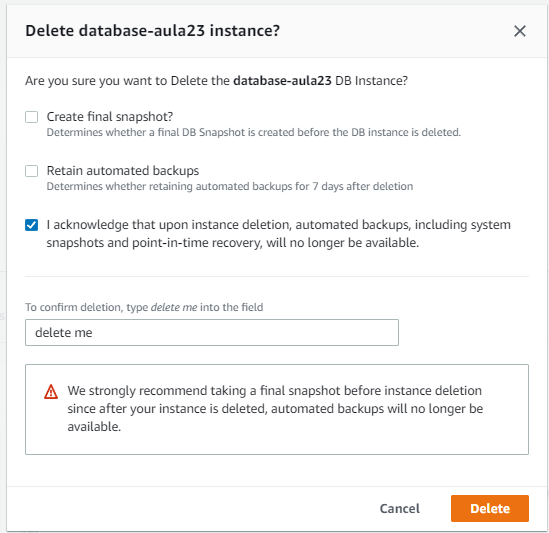 Delete database-aula23 instance?
Are you sure you want to Delete the database-aula23 DB Instance?
Create final snapshot?
Determines whether a final DB Snapshot is created before the DB instance is deleted.
Retain automated backups
Determines whether retaining automated backups for 7 days after deletion
I acknowledge that upon instance deletion, automated backups, including system
snapshots and point-in-time recovery, will no longer be available.
To confirm deletion, type delete me into the field
delete me
We strongly recommend taking a final snapshot before instance deletion
since after your instance is deleted, automated backups will no longer be
available.
Cancel
Delete